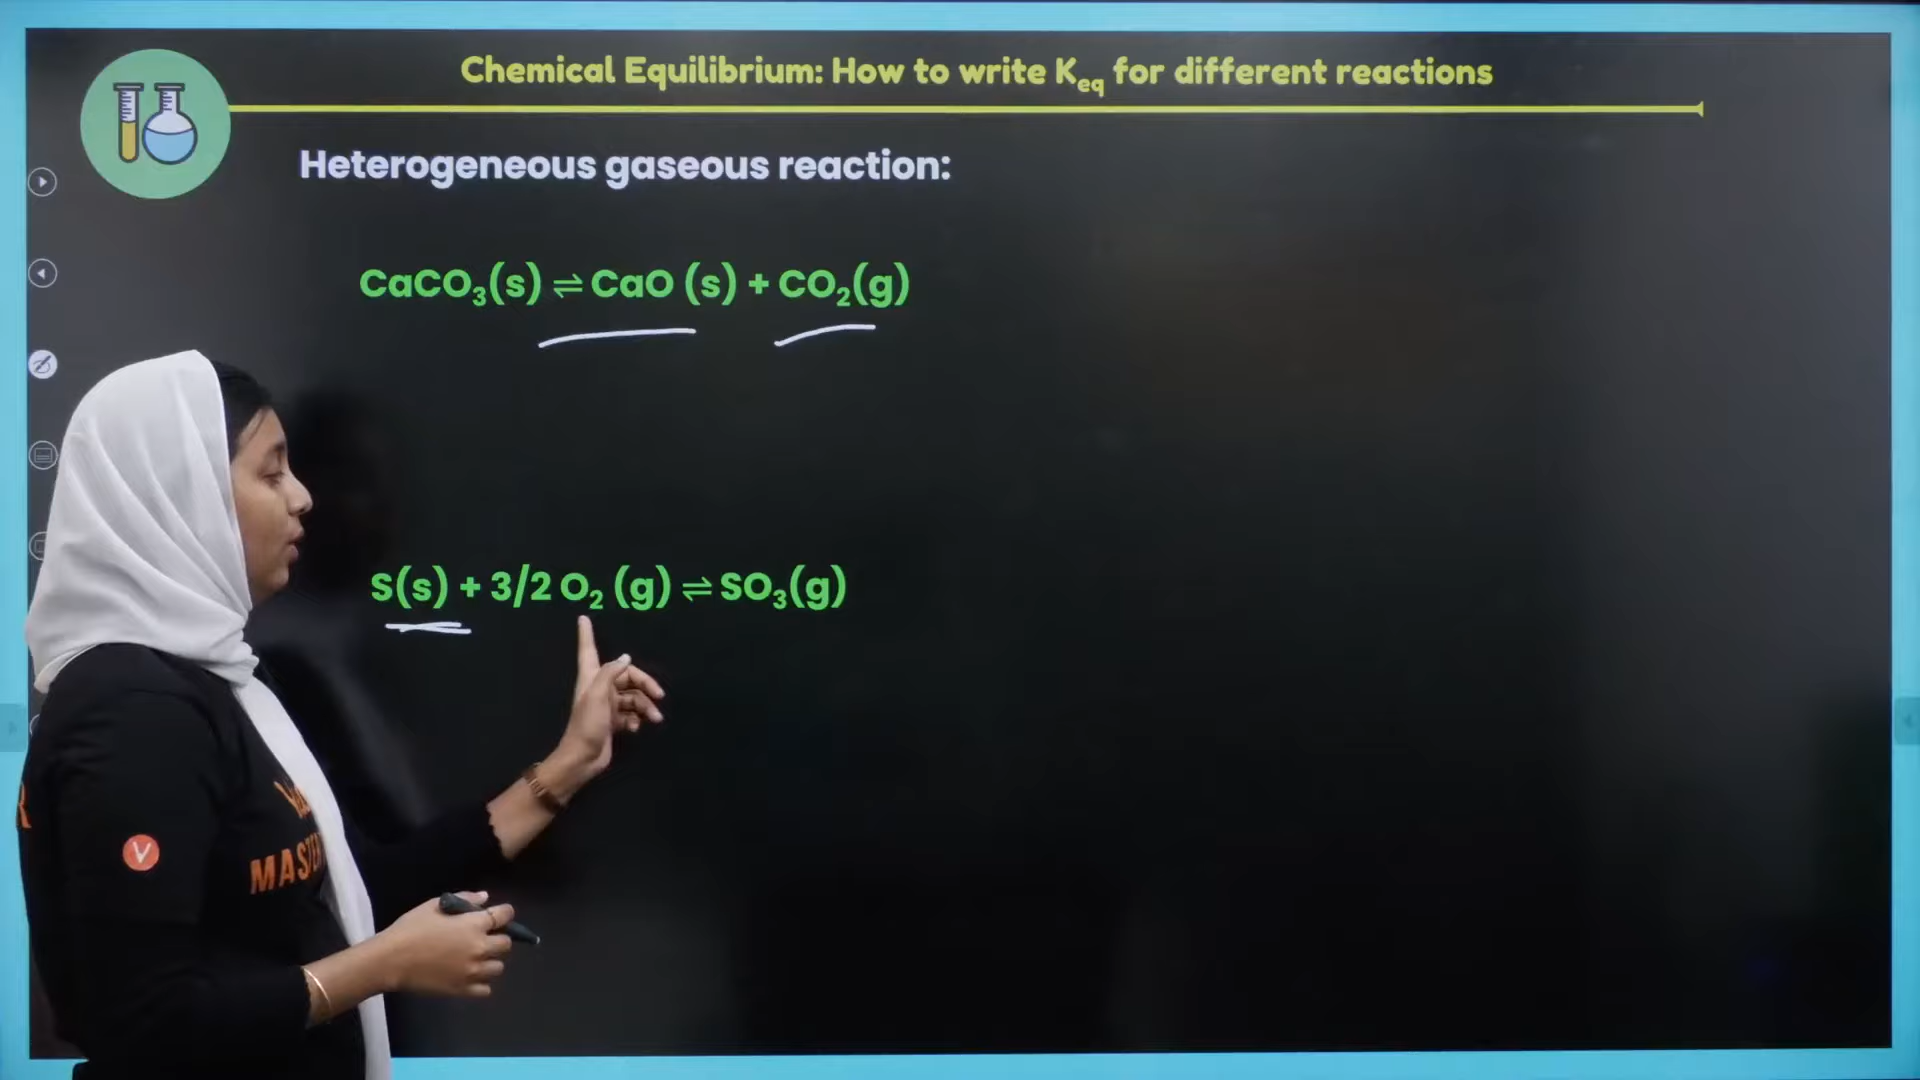 Chemical Equilibrium: How to write Keq for different reactions
Heterogeneous gaseous reaction:
CaCO₃(s) ⇌ CaO (s) + CO₂(g)
S(s) + 3/2 O₂ (g) ⇌ SO₃(g)
V